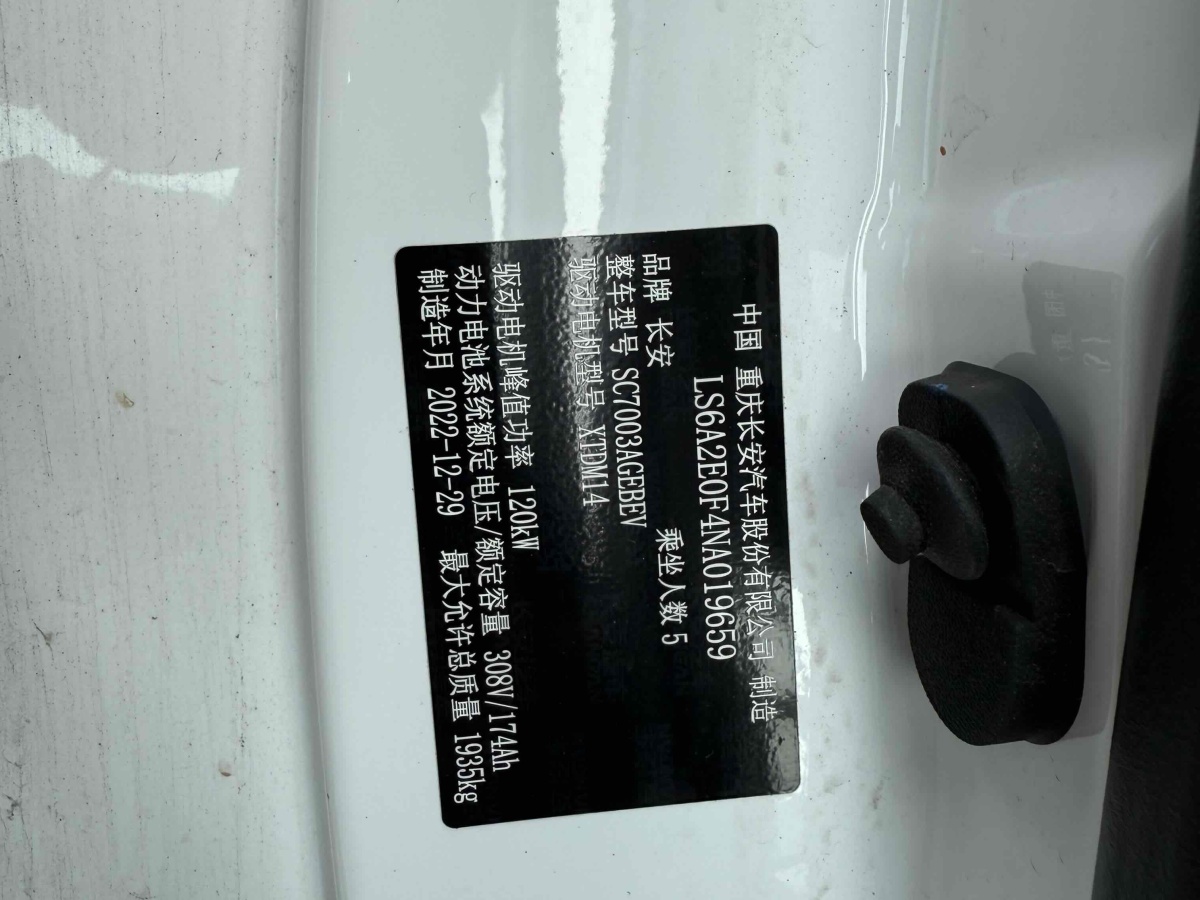 中国 重庆长安汽车股份有限公司 制造
LS6A2E0F4NA019659
品牌 长安 乘坐人数 5
整车型号 SC7003AGEBEV
驱动电机型号 XTDM14
驱动电机峰值功率 120kW
动力电池系统额定电压/额定容量 308V/174Ah
制造年月 2022-12-29 最大允许总质量 1935kg